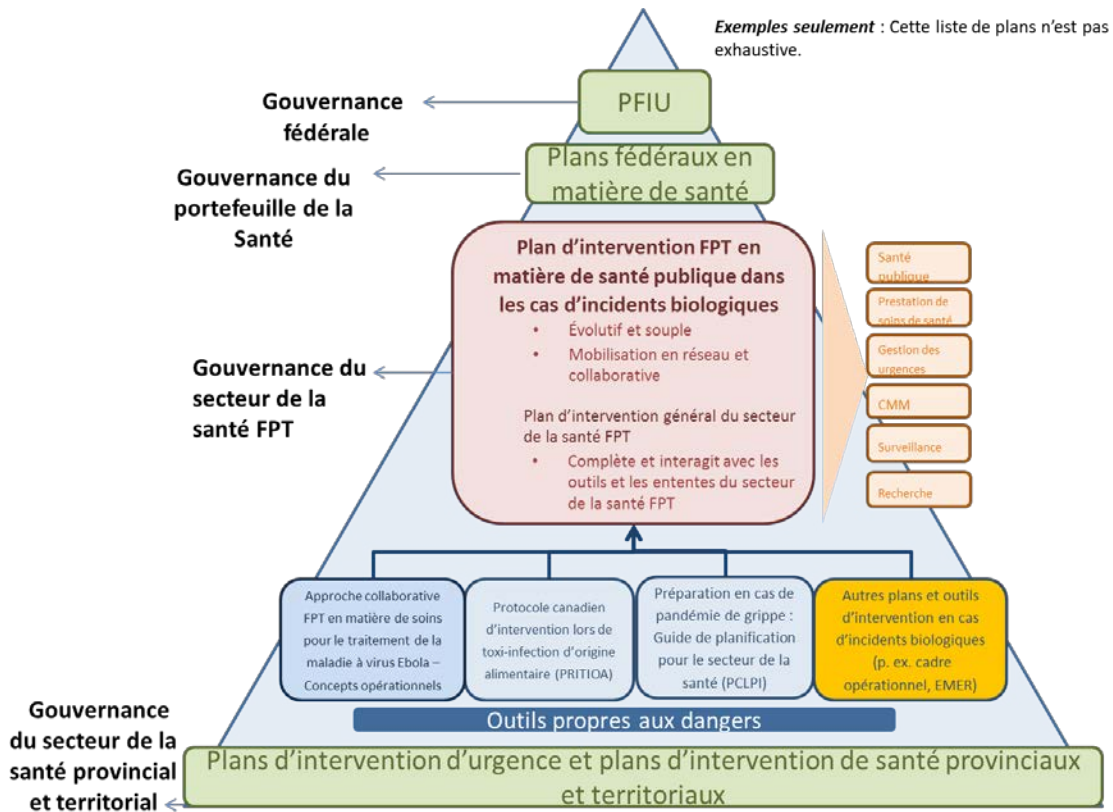 Exemples seulement : Cette liste de plans n'est pas
exhaustive.
PFIU
Gouvernance
fédérale
Plans fédéraux en
matière de santé
Gouvernance du
portefeuille de la
Santé
Plan d'intervention FPT en
matière de santé publique dans
les cas d'incidents biologiques
• Évolutif et souple
• Mobilisation en réseau et
collaborative
Plan d'intervention général du secteur
de la santé FPT
• Complète et interagit avec les
outils et les ententes du secteur
de la santé FPT
Gouvernance du
secteur de la
santé FPT
Santé
publique
Prestation de
soins de santé
Gestion des
urgences
CMM
Surveillance
Recherche
Approche collaborative
FPT en matière de soins
pour le traitement de la
maladie à virus Ebola –
Concepts opérationnels
Protocole canadien
d'intervention lors de
toxi-infection d'origine
alimentaire (PRITIOA)
Préparation en cas de
pandémie de grippe :
Guide de planification
pour le secteur de la
santé (PCLPI)
Autres plans et outils
d'intervention en cas
d'incidents biologiques
(p. ex. cadre
opérationnel, EMER)
Outils propres aux dangers
Gouvernance
du secteur de la
santé provincial
et territorial
Plans d'intervention d'urgence et plans d'intervention de santé provinciaux
et territoriaux